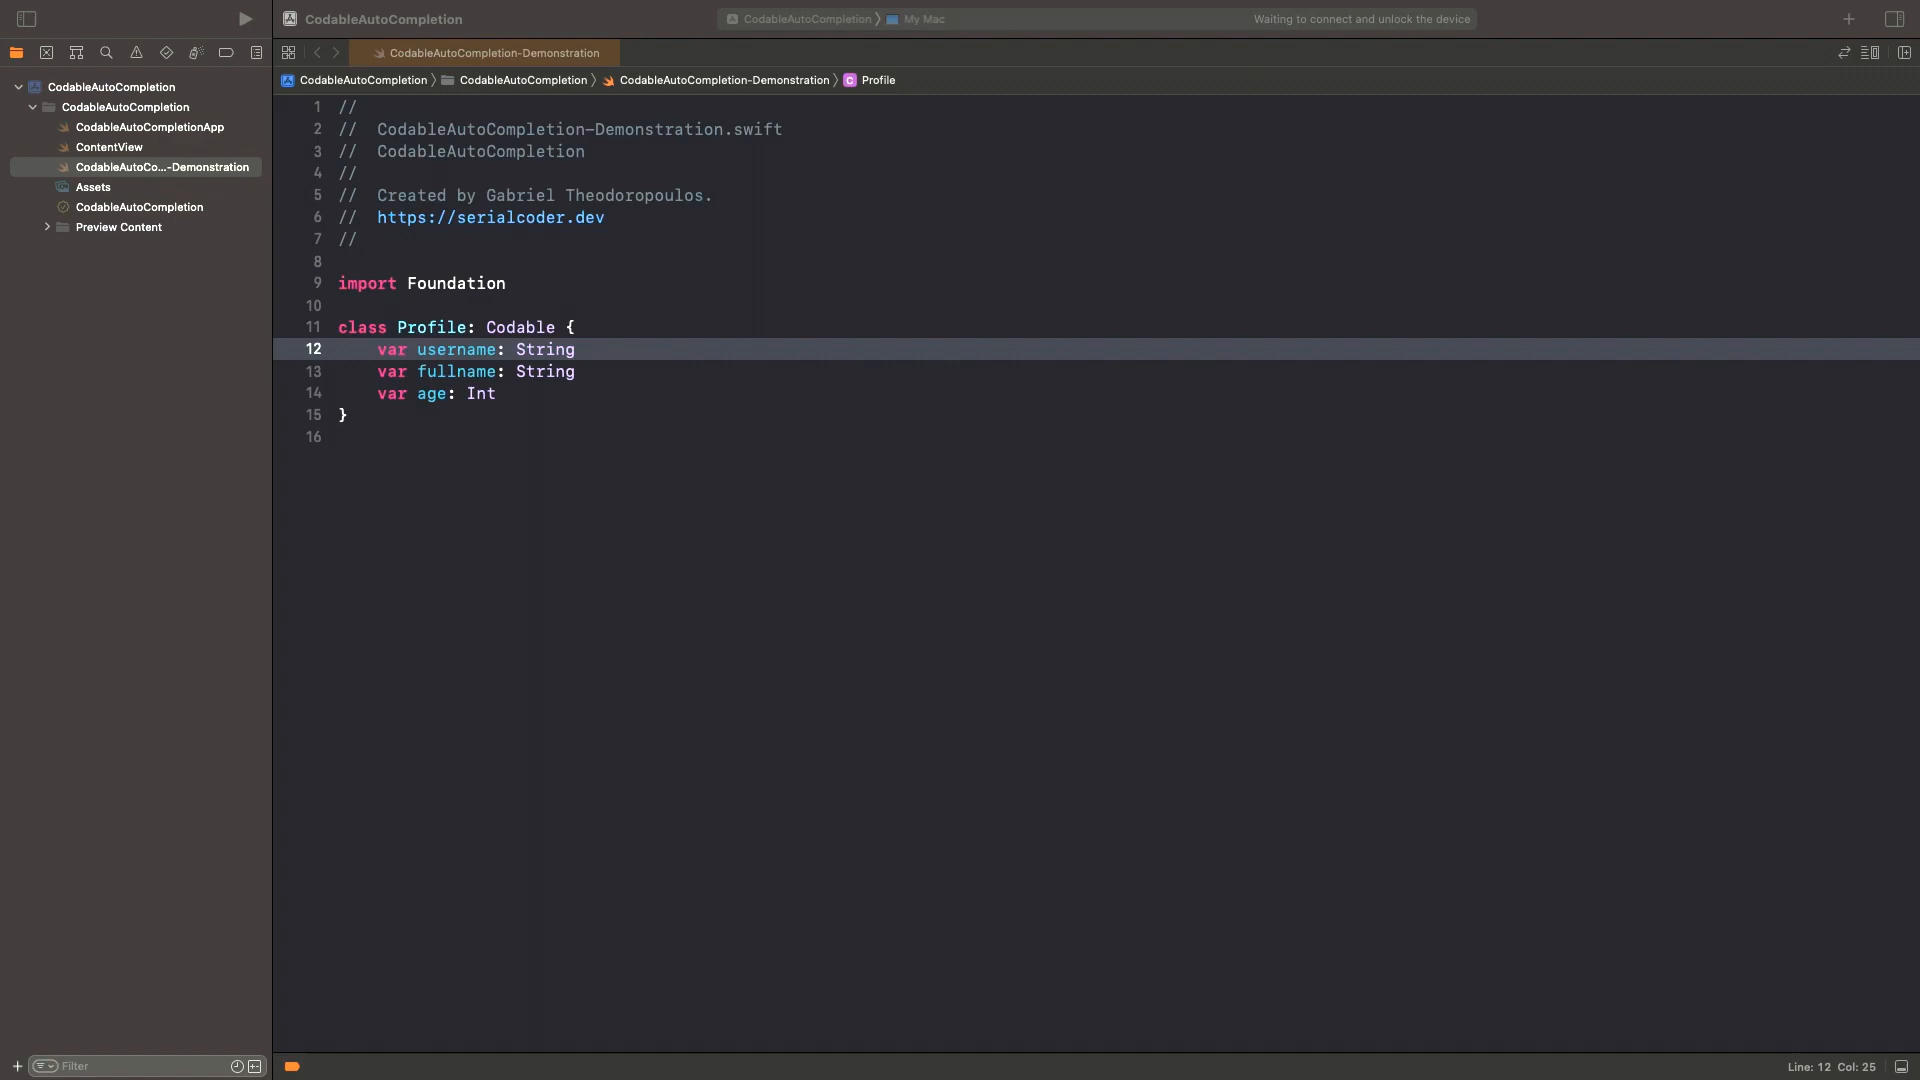 CodableAutoCompletion
CodableAutoCompletion 〉 My Mac
Waiting to connect and unlock the device
CodableAutoCompletion-Demonstration
CodableAutoCompletion 〉 CodableAutoCompletion 〉 CodableAutoCompletion-Demonstration 〉 C Profile
CodableAutoCompletion
CodableAutoCompletion
CodableAutoCompletionApp
ContentView
CodableAutoCo...-Demonstration
Assets
CodableAutoCompletion
Preview Content
1 //
2 // CodableAutoCompletion-Demonstration.swift
3 // CodableAutoCompletion
4 //
5 // Created by Gabriel Theodoropoulos.
6 // https://serialcoder.dev
7 //
8
9 import Foundation
10
11 class Profile: Codable {
12 var username: String
13 var fullname: String
14 var age: Int
15 }
16
Filter
Line: 12 Col: 25